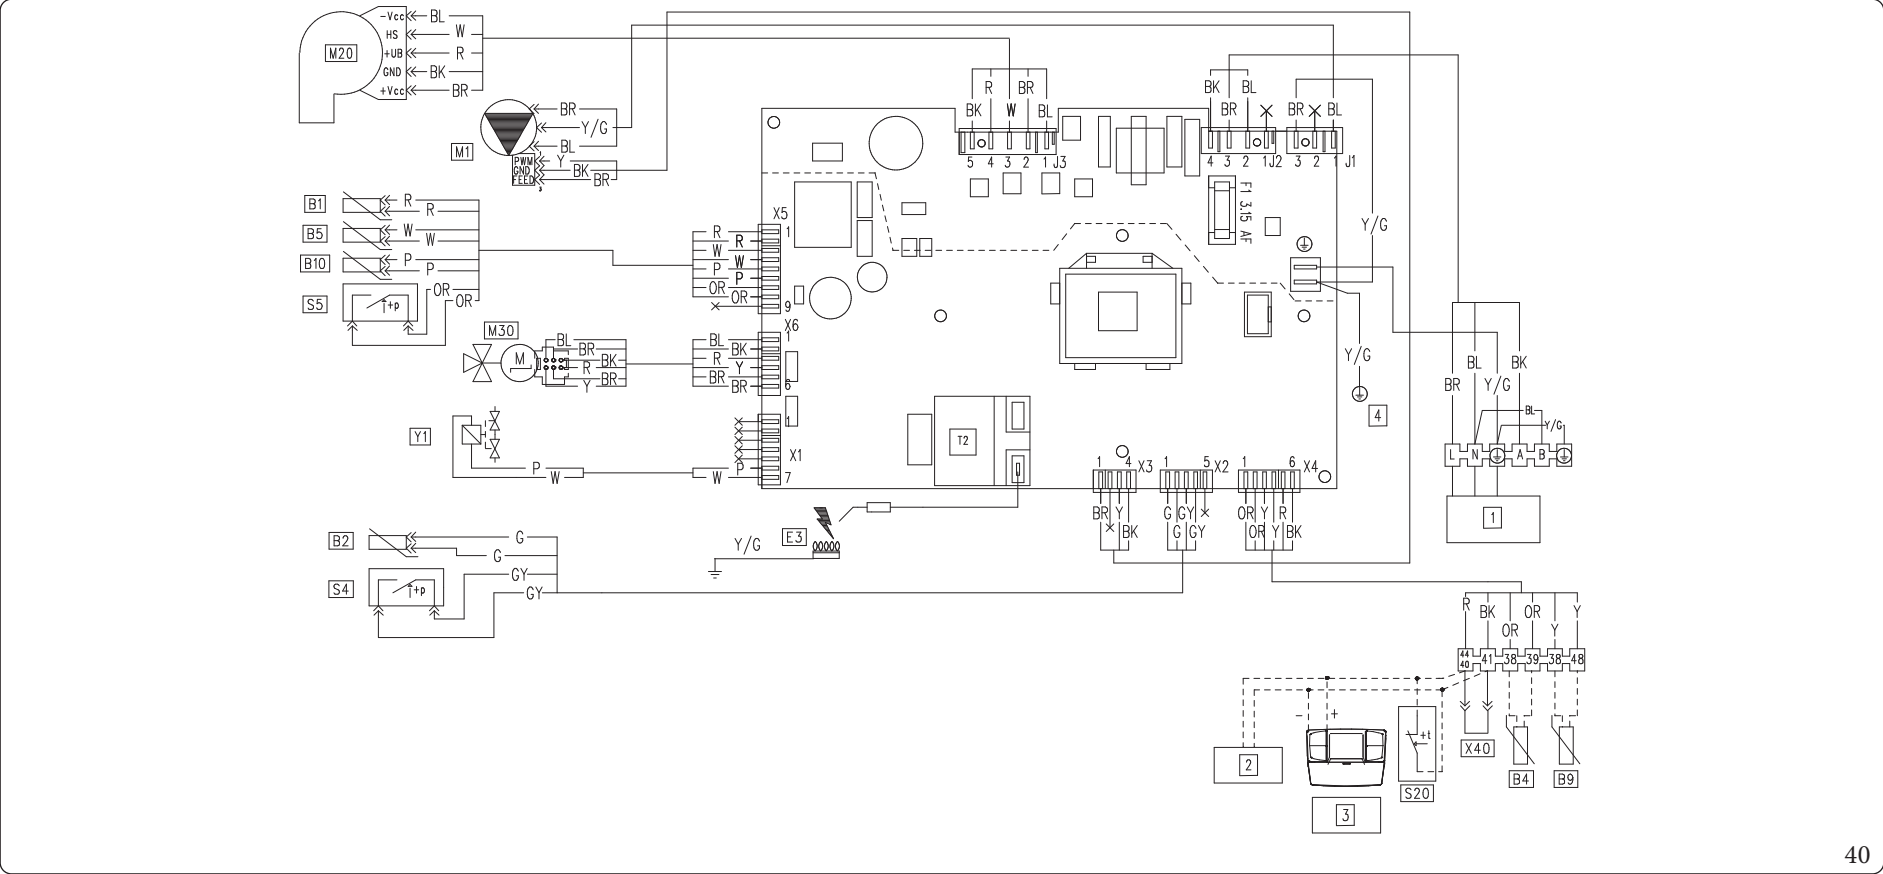 -Vcc BL
HS W
M20 +UB R
GND BK
+Vcc BR
BR
Y/G
M1 BL
PWM Y
GND BK
FEED BR
B1 R
R
B5 W
W
B10 P
P
S5 +p OR
OR
X5
R 1
R
W
W
P
P
OR
OR 9
M30
M
BL
BR
BK
R
BR
Y
X6
BL 1
BK
R
Y
BR 6
BR
Y1
P
W
1
X1
P
W 7
B2 G
G
S4 +p GY
GY
Y/G E3
T2
BK R W BR BL
5 4 3 2 1 J3
BK BR BL
4 3 2 1 J2
BR BL
3 2 1 J1
F1 3.15 AF
Y/G
Y/G
4
1 4 X3
BR Y BK
1 5 X2
G G GY GY
1 6 X4
OR OR Y Y R BK
BR BL Y/G BK
BL
Y/G
L N A B
1
R BK OR OR Y Y
44
40 41 38 39 38 48
- +
+t
2
3
S20
X40
B4
B9
40